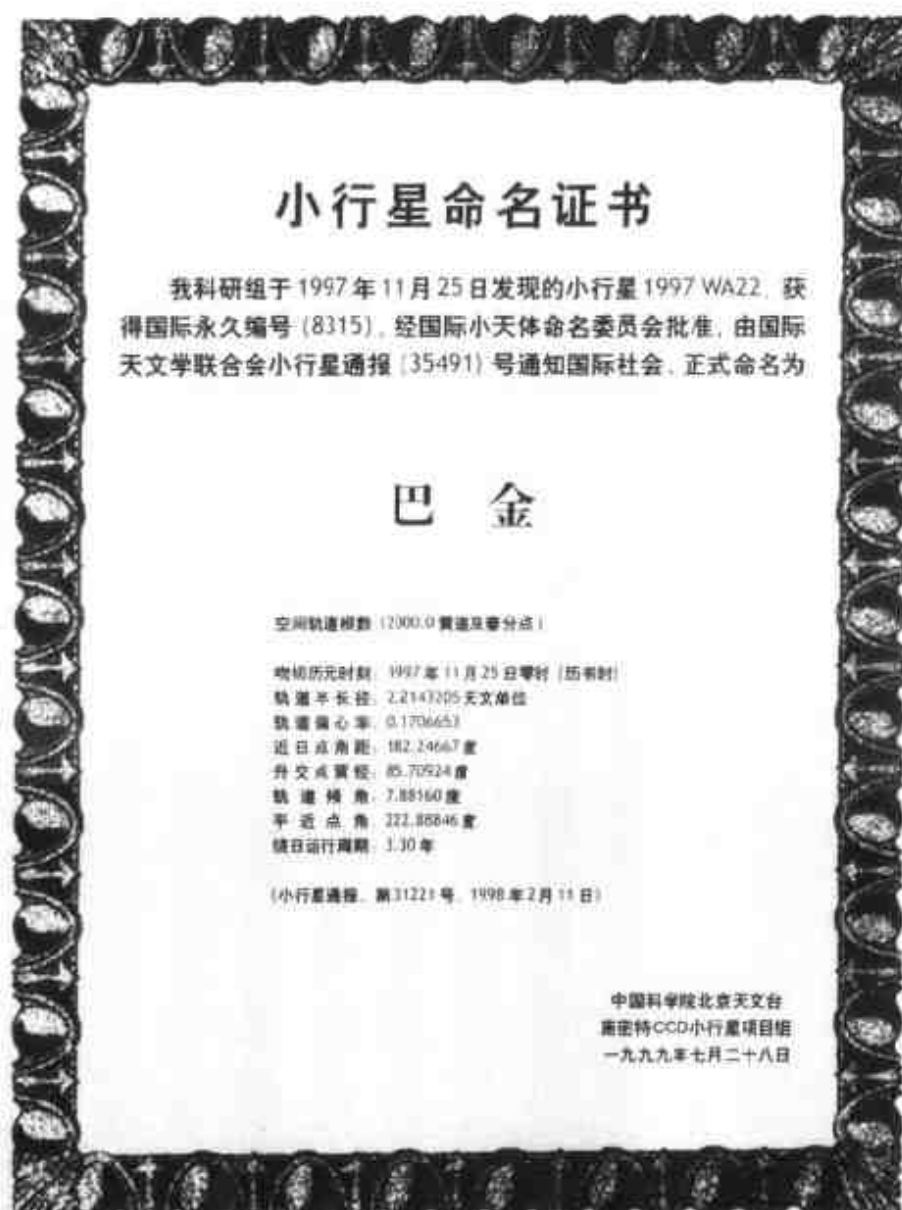 小行星命名证书
我科研组于1997年11月25日发现的小行星1997 WA22, 获
得国际永久编号(8315), 经国际小天体命名委员会批准, 由国际
天文学联合会小行星通报(35491)号通知国际社会、正式命名为
巴 金
空间轨道根数(2000.0黄道及春分点)
吻切历元时刻: 1997年11月25日零时(历书时)
轨道半长径: 2.2143205天文单位
轨道偏心率: 0.1706653
近日点角距: 182.24667度
升交点黄经: 85.70924度
轨道倾角: 7.88160度
平近点角: 222.88846度
绕日运行周期: 3.30年
(小行星通报、第31221号、1998年2月11日)
中国科学院北京天文台
施密特CCD小行星项目组
一九九九年七月二十八日